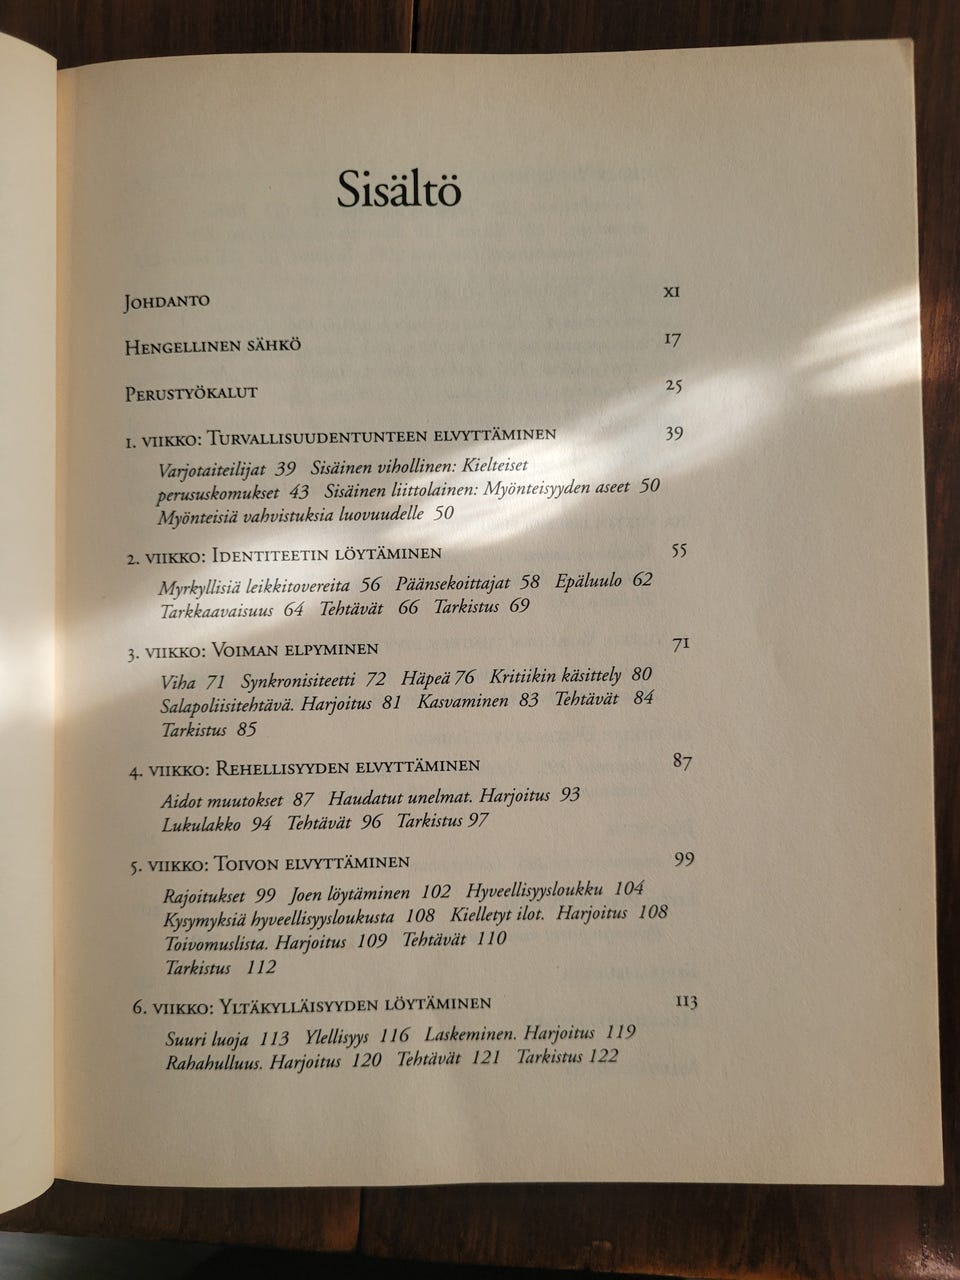 Sisältö
Johdanto xi
Hengellinen sähkö 17
Perustyökalut 25
1. viikko: Turvallisuudentunteen elvyttäminen 39
Varjotaiteilijat 39 Sisäinen vihollinen: Kielteiset
perususkomukset 43 Sisäinen liittolainen: Myönteisyyden aseet 50
Myönteisiä vahvistuksia luovuudelle 50
2. viikko: Identiteetin löytäminen 55
Myrkyllisiä leikkitovereita 56 Päänsekoittajat 58 Epäluulo 62
Tarkkaavaisuus 64 Tehtävät 66 Tarkistus 69
3. viikko: Voiman elpyminen 71
Viha 71 Synkronisiteetti 72 Häpeä 76 Kritiikin käsittely 80
Salapoliisitehtävä. Harjoitus 81 Kasvaminen 83 Tehtävät 84
Tarkistus 85
4. viikko: Rehellisyyden elvyttäminen 87
Aidot muutokset 87 Haudatut unelmat. Harjoitus 93
Lukulakko 94 Tehtävät 96 Tarkistus 97
5. viikko: Toivon elvyttäminen 99
Rajoitukset 99 Joen löytäminen 102 Hyveellisyysloukku 104
Kysymyksiä hyveellisyysloukusta 108 Kielletyt ilot. Harjoitus 108
Toivomuslista. Harjoitus 109 Tehtävät 110
Tarkistus 112
6. viikko: Yltäkylläisyyden löytäminen 113
Suuri luoja 113 Ylellisyys 116 Laskeminen. Harjoitus 119
Rahahulluus. Harjoitus 120 Tehtävät 121 Tarkistus 122